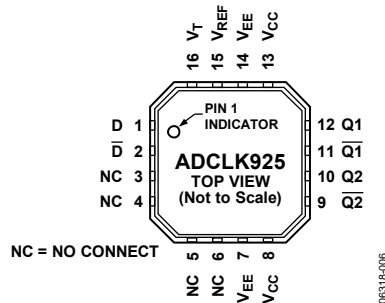 16 V_T
15 V_REF
14 V_EE
13 V_CC
PIN 1
INDICATOR
D 1
D̅ 2
NC 3
NC 4
ADCLK925
TOP VIEW
(Not to Scale)
12 Q1
11 Q̅1̅
10 Q2
9 Q̅2̅
NC = NO CONNECT
NC 5
NC 6
V_EE 7
V_CC 8
06318-006